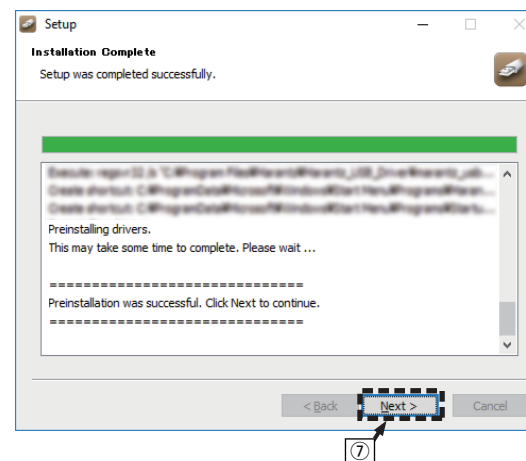 Setup
Installation Complete
Setup was completed successfully.
Preinstalling drivers.
This may take some time to complete. Please wait ...
==============================
Preinstallation was successful. Click Next to continue.
==============================
< Back Next > Cancel
⑦